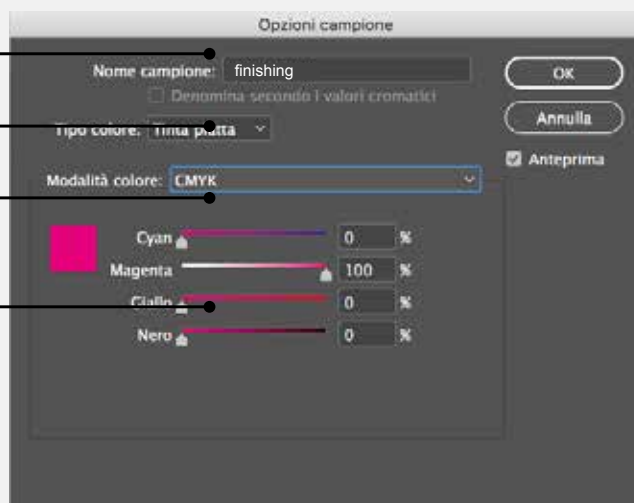 Opzioni campione
Nome campione: finishing
Denomina secondo i valori cromatici
Tipo colore: Tinta piatta
Modalità colore: CMYK
Cyan 0 %
Magenta 100 %
Giallo 0 %
Nero 0 %
OK
Annulla
Anteprima